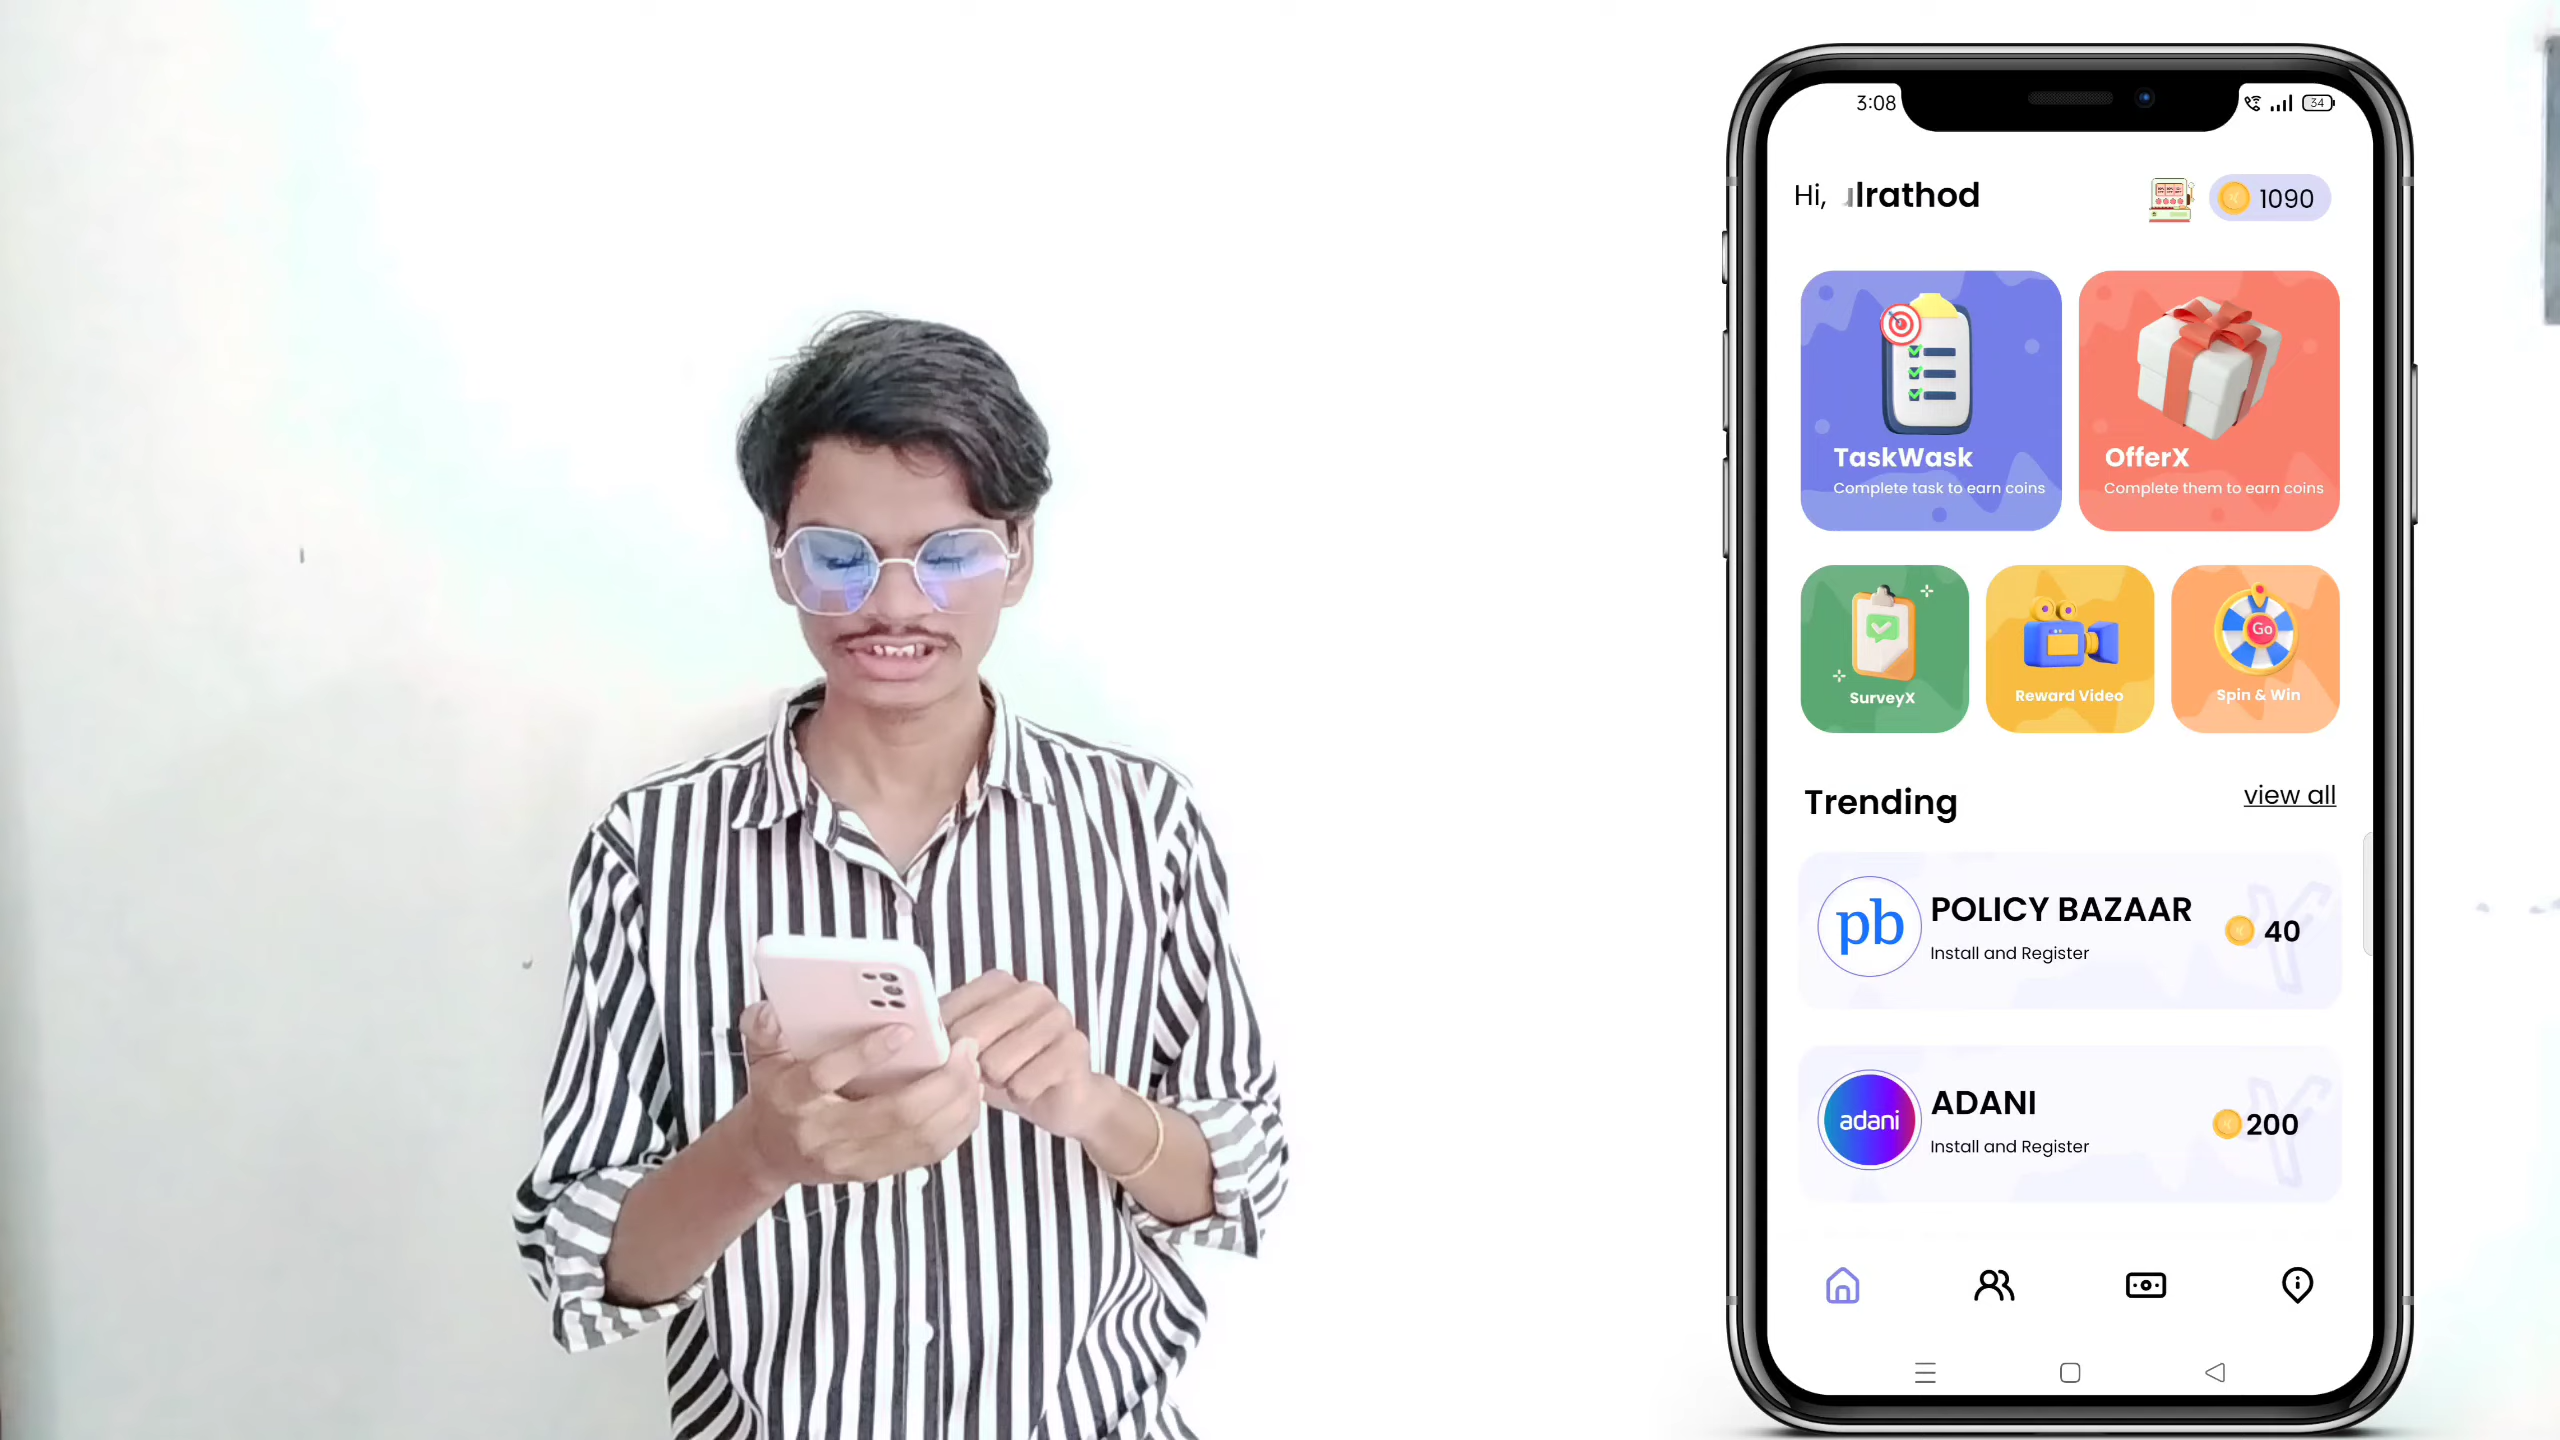 3:08
34
Hi, ulrathod
1090
TaskWask
Complete task to earn coins
OfferX
Complete them to earn coins
SurveyX
Reward Video
Go
Spin & Win
Trending
view all
pb
POLICY BAZAAR
Install and Register
40
adani
ADANI
Install and Register
200